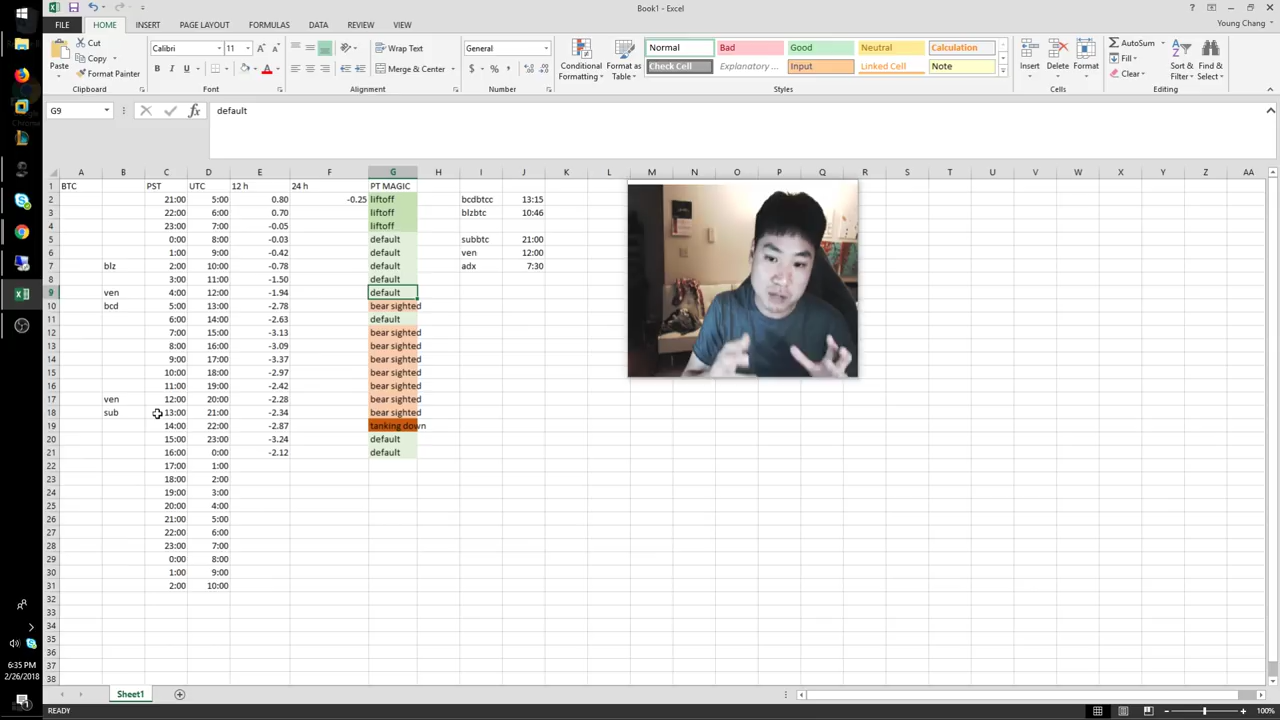 Book1 - Excel
FILE HOME INSERT PAGE LAYOUT FORMULAS DATA REVIEW VIEW Young Chang
Paste Cut Copy Format Painter
Calibri 11 Wrap Text Merge & Center General
Conditional Formatting Format as Table
Normal Bad Good Neutral Calculation
Check Cell Explanatory ... Input Linked Cell Note
Insert Delete Format
AutoSum Fill Clear Sort & Filter Find & Select
Clipboard Font Alignment Number Styles Cells Editing
G9 default
A B C D E F G H I J K L M N O P Q R S T U V W X Y Z AA
1 BTC PST UTC 12 h 24 h PT MAGIC
2 21:00 5:00 0.80 -0.25 liftoff bcdbtcc 13:15
3 22:00 6:00 0.70 liftoff blzbtc 10:46
4 23:00 7:00 -0.05 liftoff
5 0:00 8:00 -0.03 default subbtc 21:00
6 1:00 9:00 -0.42 default ven 12:00
7 blz 2:00 10:00 -0.78 default adx 7:30
8 3:00 11:00 -1.50 default
9 ven 4:00 12:00 -1.94 default
10 bcd 5:00 13:00 -2.78 bear sighted
11 6:00 14:00 -2.63 default
12 7:00 15:00 -3.13 bear sighted
13 8:00 16:00 -3.09 bear sighted
14 9:00 17:00 -3.37 bear sighted
15 10:00 18:00 -2.97 bear sighted
16 11:00 19:00 -2.42 bear sighted
17 ven 12:00 20:00 -2.28 bear sighted
18 sub 13:00 21:00 -2.34 bear sighted
19 14:00 22:00 -2.87 tanking down
20 15:00 23:00 -3.24 default
21 16:00 0:00 -2.12 default
22 17:00 1:00
23 18:00 2:00
24 19:00 3:00
25 20:00 4:00
26 21:00 5:00
27 22:00 6:00
28 23:00 7:00
29 0:00 8:00
30 1:00 9:00
31 2:00 10:00
32
33
34
35
36
37
38
6:35 PM
2/26/2018
Sheet1
READY 100%